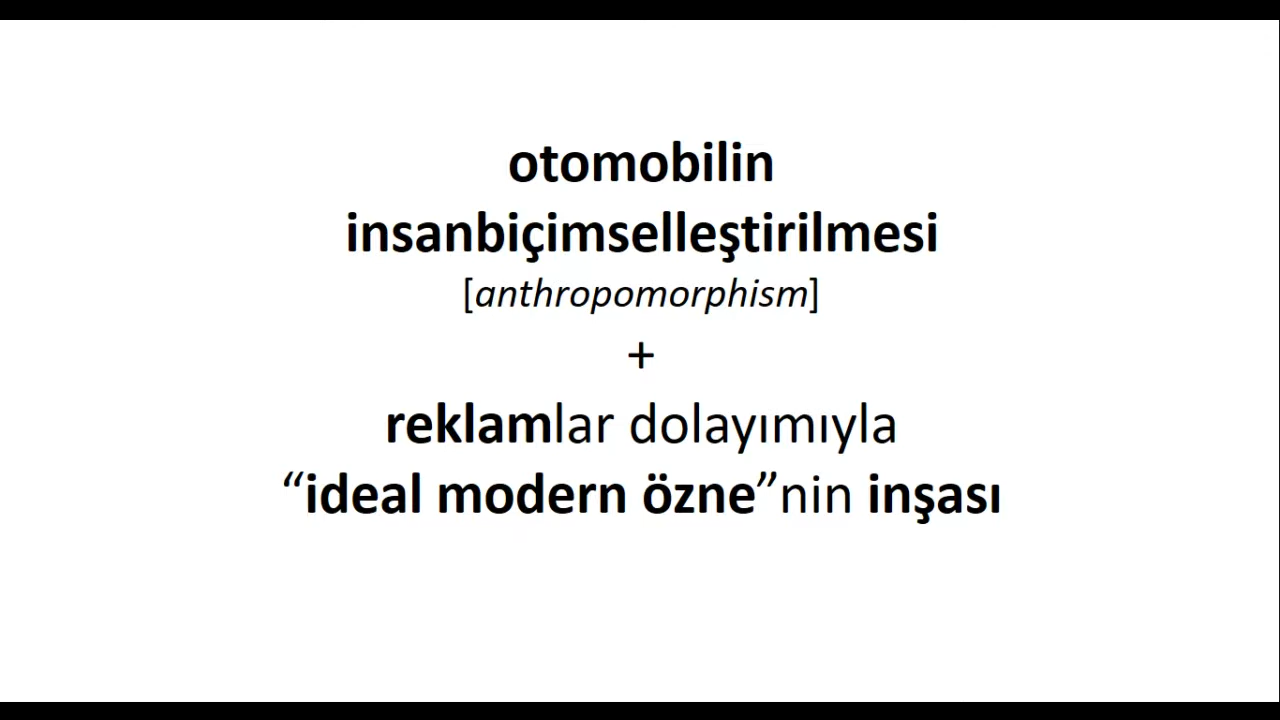 otomobilin
insanbiçimselleştirilmesi
[anthropomorphism]
+
reklamlar dolayımıyla
“ideal modern özne”nin inşası